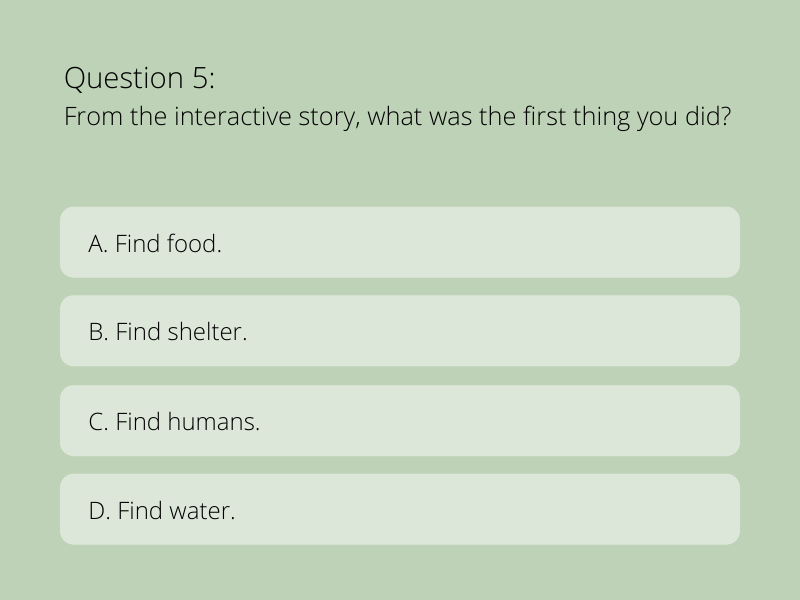 Question 5:
From the interactive story, what was the first thing you did?
A. Find food.
B. Find shelter.
C. Find humans.
D. Find water.